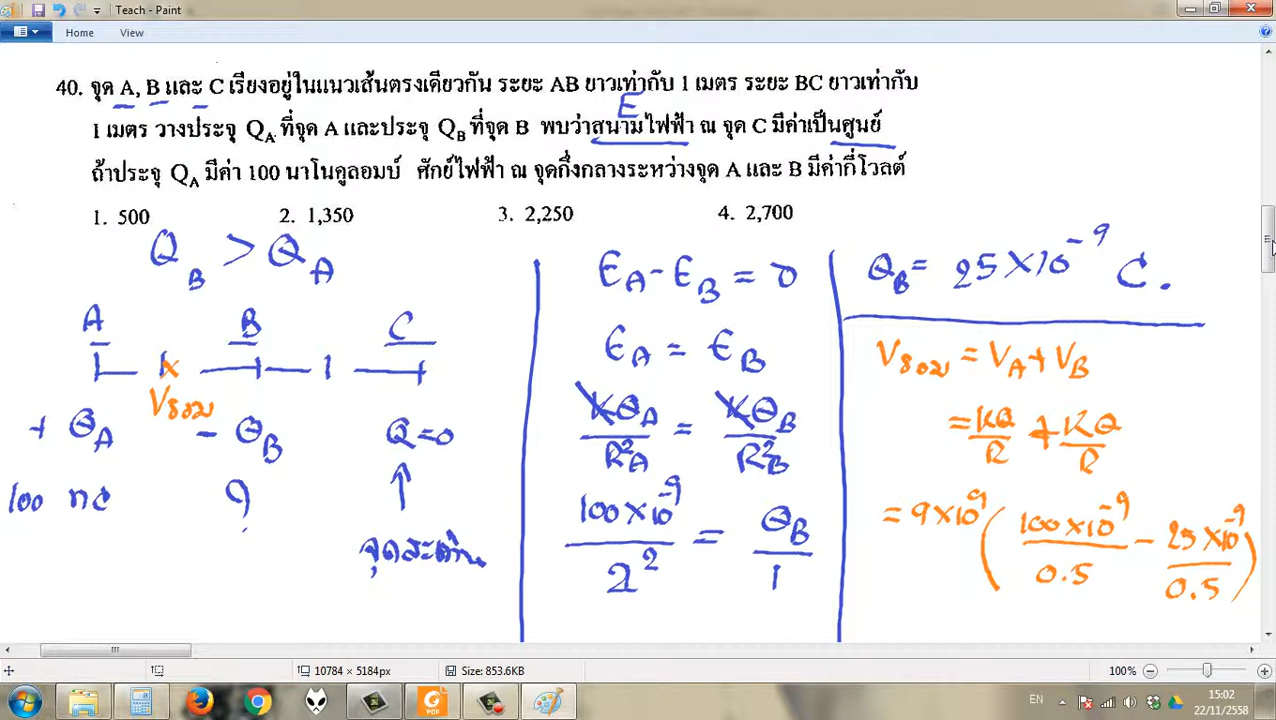 Teach - Paint
Home View
40. จุด A, B และ C เรียงอยู่ในแนวเส้นตรงเดียวกัน ระยะ AB ยาวเท่ากับ 1 เมตร ระยะ BC ยาวเท่ากับ
E
1 เมตร วางประจุ Q_A ที่จุด A และประจุ Q_B ที่จุด B พบว่าสนามไฟฟ้า ณ จุด C มีค่าเป็นศูนย์
ถ้าประจุ Q_A มีค่า 100 นาโนคูลอมบ์ ศักย์ไฟฟ้า ณ จุดกึ่งกลางระหว่างจุด A และ B มีค่ากี่โวลต์
1. 500 2. 1,350 3. 2,250 4. 2,700
Q_B > Q_A
A B C
Vรวม
+ Q_A - Q_B Q = 0
100 nC ?
จุดสะเทิน
E_A - E_B = 0
E_A = E_B
KQ_A/R²_A = KQ_B/R²_B
100×10⁻⁹/2² = Q_B/1
Q_B = 25×10⁻⁹ C.
Vรวม = V_A + V_B
= KQ/R + KQ/R
= 9×10⁹ (100×10⁻⁹/0.5 - 25×10⁻⁹/0.5)
10784 × 5184px Size: 853.6KB 100%
EN 15:02
22/11/2558